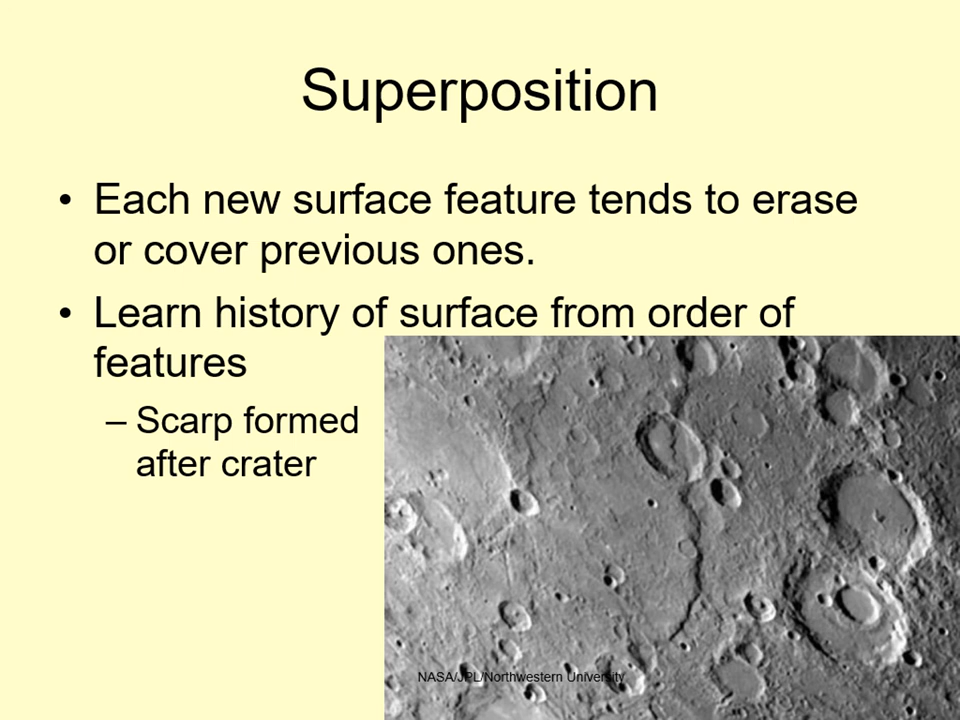 Superposition
• Each new surface feature tends to erase
or cover previous ones.
• Learn history of surface from order of
features
– Scarp formed
after crater
NASA/JPL/Northwestern University